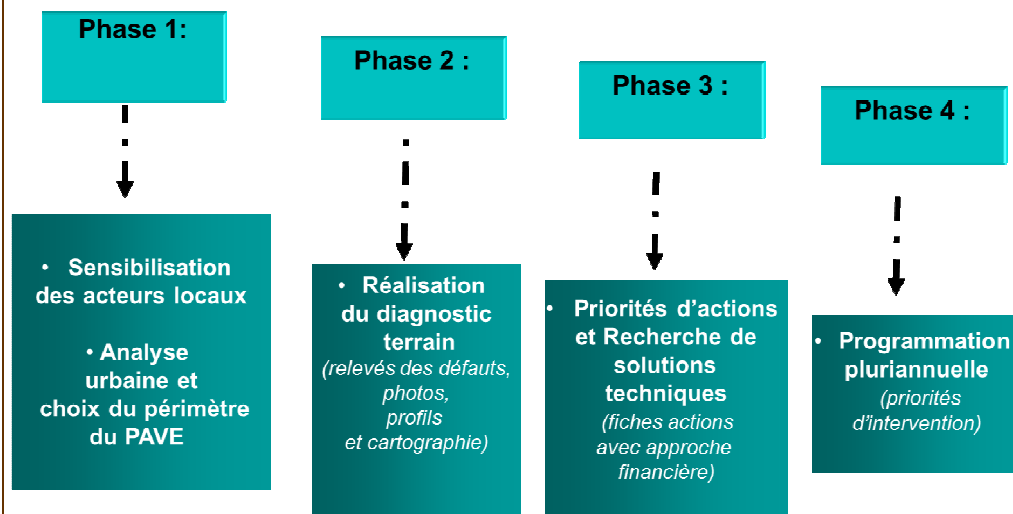 Phase 1:
• Sensibilisation
des acteurs locaux
• Analyse
urbaine et
choix du périmètre
du PAVE
Phase 2 :
• Réalisation
du diagnostic
terrain
(relevés des défauts,
photos,
profils
et cartographie)
Phase 3 :
• Priorités d’actions
et Recherche de
solutions
techniques
(fiches actions
avec approche
financière)
Phase 4 :
• Programmation
pluriannuelle
(priorités
d’intervention)